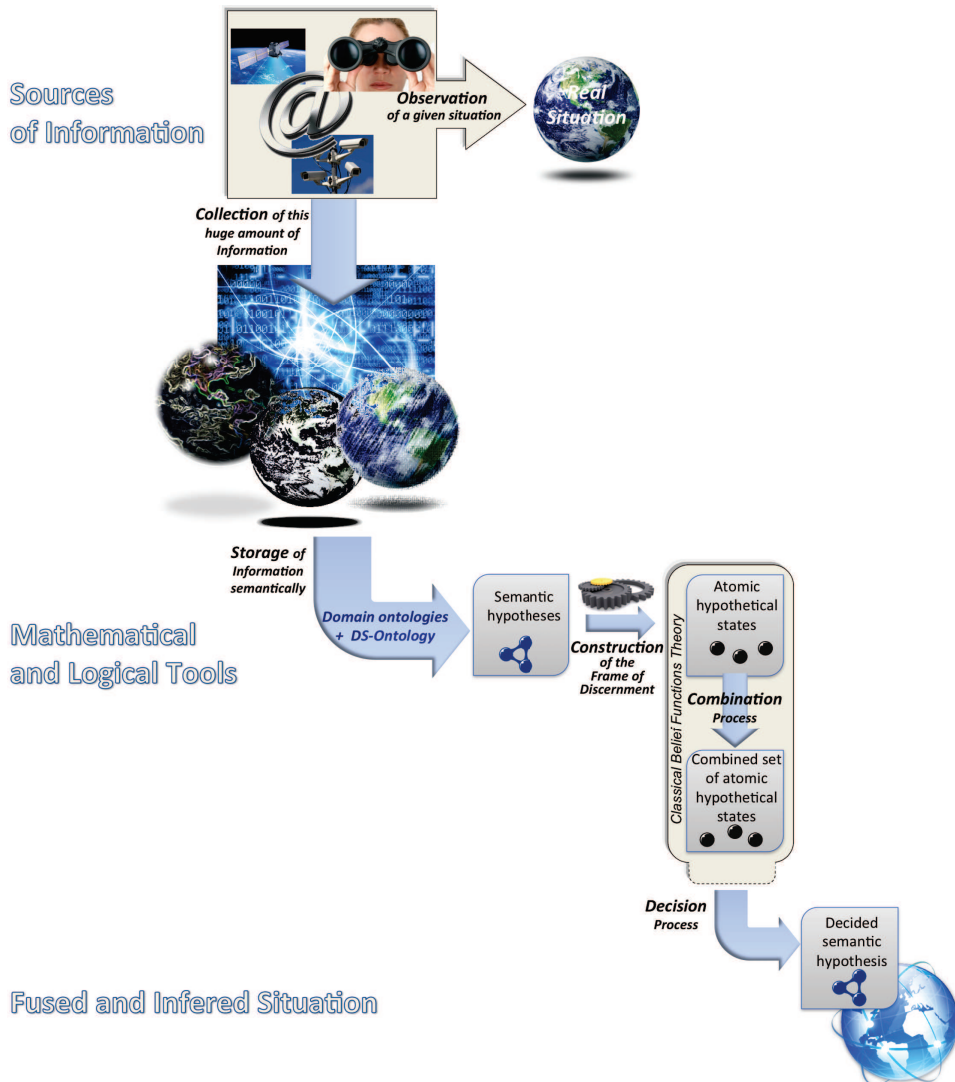 Sources
of Information
Observation
of a given situation
Real
Situation
Collection of this
huge amount of
Information
Storage of
Information
semantically
Domain ontologies
+ DS-Ontology
Semantic
hypotheses
Construction
of the
Frame of
Discernment
Classical Belief Functions Theory
Atomic
hypothetical
states
Combination
Process
Combined set
of atomic
hypothetical
states
Mathematical
and Logical Tools
Decision
Process
Decided
semantic
hypothesis
Fused and Infered Situation